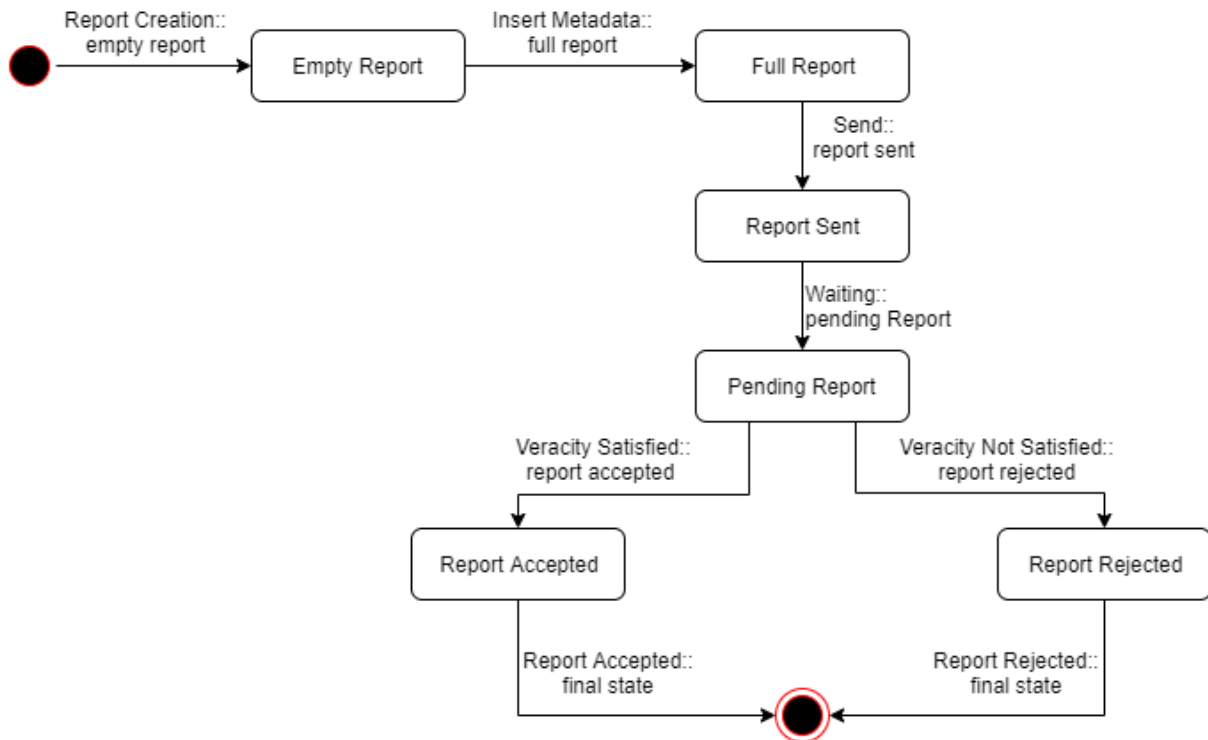 Report Creation::
empty report
Insert Metadata::
full report
Empty Report
Full Report
Send::
report sent
Report Sent
Waiting::
pending Report
Pending Report
Veracity Satisfied::
report accepted
Veracity Not Satisfied::
report rejected
Report Accepted
Report Rejected
Report Accepted::
final state
Report Rejected::
final state